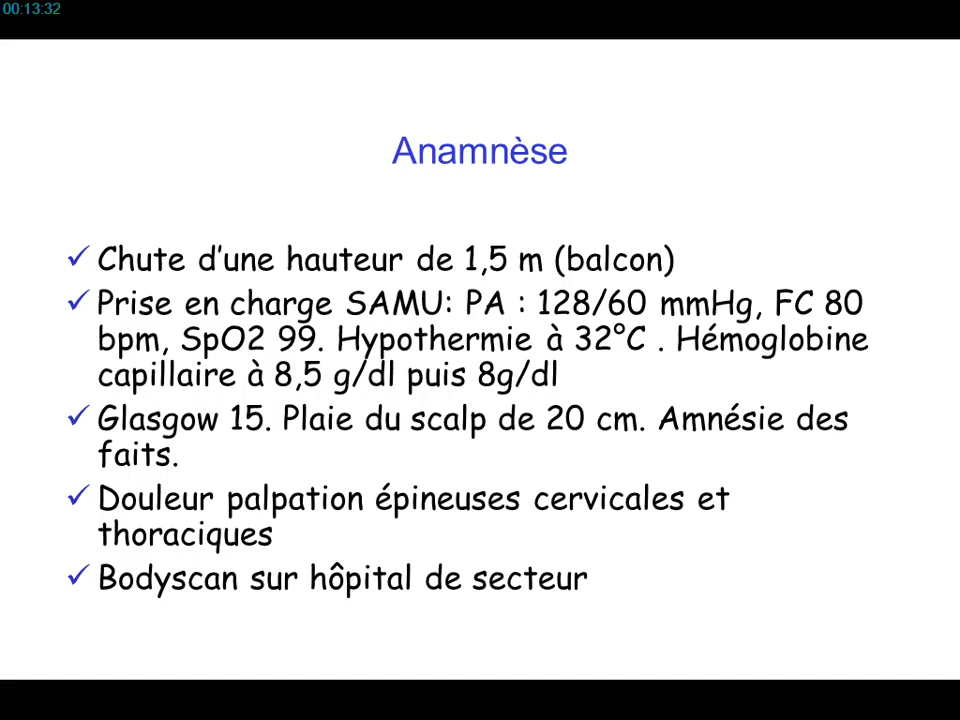 00:13:32
Anamnèse
✓ Chute d’une hauteur de 1,5 m (balcon)
✓ Prise en charge SAMU: PA : 128/60 mmHg, FC 80
bpm, SpO2 99. Hypothermie à 32°C . Hémoglobine
capillaire à 8,5 g/dl puis 8g/dl
✓ Glasgow 15. Plaie du scalp de 20 cm. Amnésie des
faits.
✓ Douleur palpation épineuses cervicales et
thoraciques
✓ Bodyscan sur hôpital de secteur